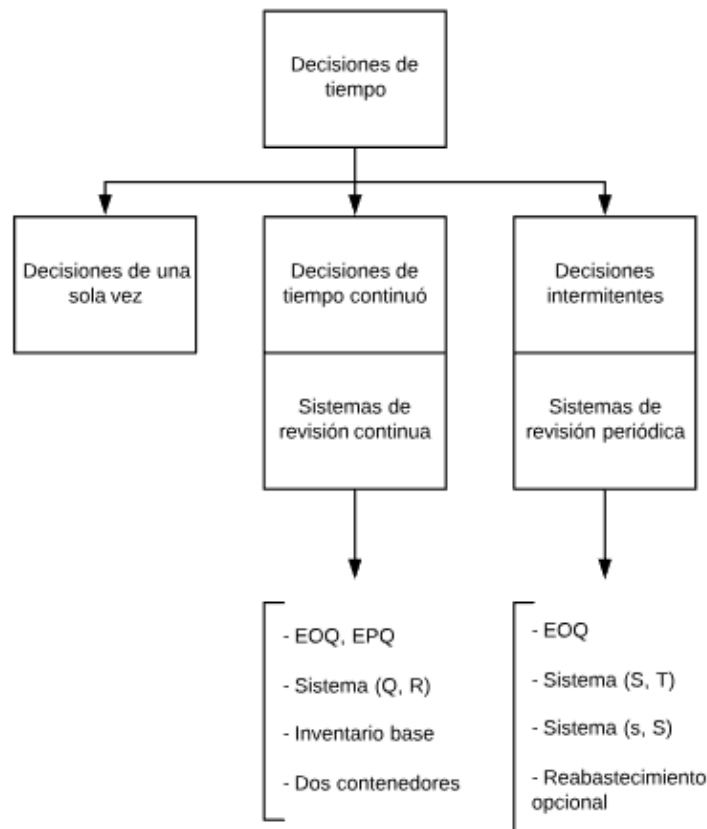 Decisiones de
tiempo
Decisiones de una
sola vez
Decisiones de
tiempo continuó
Decisiones
intermitentes
Sistemas de
revisión continua
Sistemas de
revisión periódica
- EOQ, EPQ
- Sistema (Q, R)
- Inventario base
- Dos contenedores
- EOQ
- Sistema (S, T)
- Sistema (s, S)
- Reabastecimiento
opcional